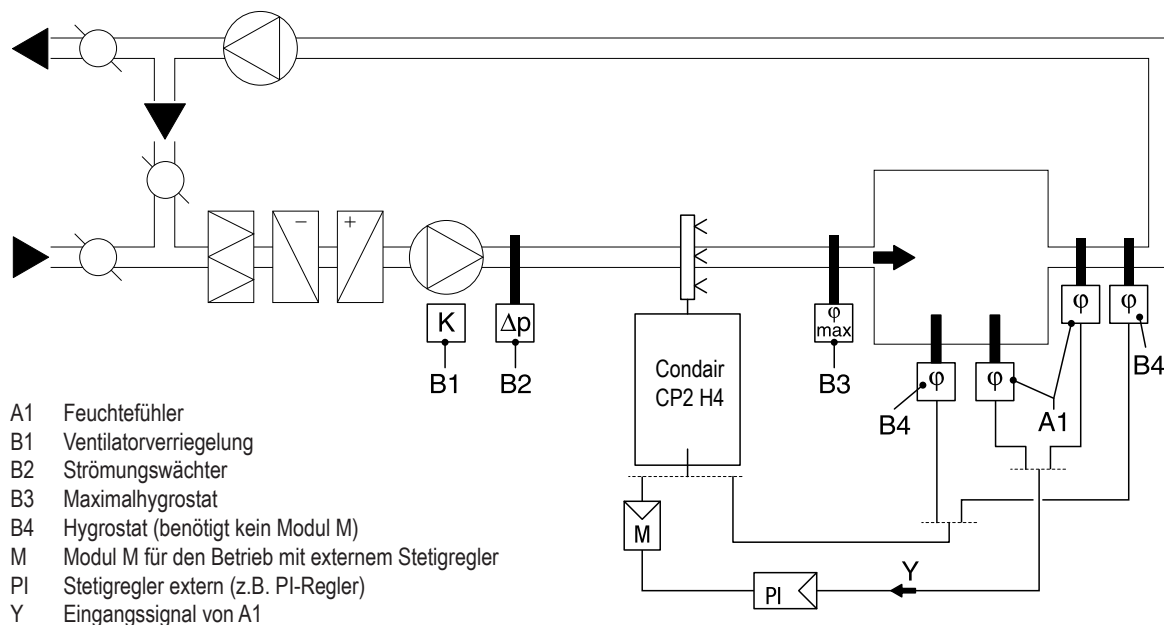 −
+
K
Δp
φ
max
φ
φ
φ
φ
B1
B2
B3
B4
A1
B4
Condair
CP2 H4
M
PI
Y
A1 Feuchtefühler
B1 Ventilatorverriegelung
B2 Strömungswächter
B3 Maximalhygrostat
B4 Hygrostat (benötigt kein Modul M)
M Modul M für den Betrieb mit externem Stetigregler
PI Stetigregler extern (z.B. PI-Regler)
Y Eingangssignal von A1